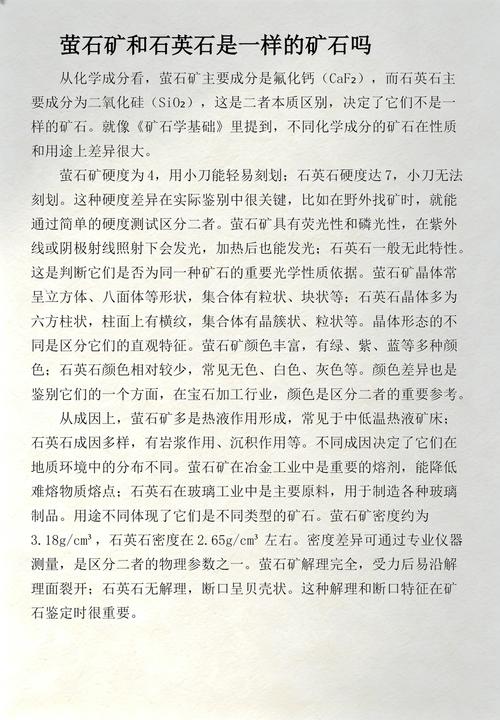 萤石矿和石英石是一样的矿石吗
从化学成分看，萤石矿主要成分是氟化钙（CaF₂），而石英石主
要成分为二氧化硅（SiO₂），这是二者本质区别，决定了它们不是一
样的矿石。就像《矿石学基础》里提到，不同化学成分的矿石在性质
和用途上差异很大。
萤石矿硬度为4，用小刀能轻易刻划；石英石硬度达7，小刀无法
刻划。这种硬度差异在实际鉴别中很关键，比如在野外找矿时，就能
通过简单的硬度测试区分二者。萤石矿具有荧光性和磷光性，在紫外
线或阴极射线照射下会发光，加热后也能发光；石英石一般无此特性。
这是判断它们是否为同一种矿石的重要光学性质依据。萤石矿晶体常
呈立方体、八面体等形状，集合体有粒状、块状等；石英石晶体多为
六方柱状，柱面上有横纹，集合体有晶簇状、粒状等。晶体形态的不
同是区分它们的直观特征。萤石矿颜色丰富，有绿、紫、蓝等多种颜
色；石英石颜色相对较少，常见无色、白色、灰色等。颜色差异也是
鉴别它们的一个方面，在宝石加工行业，颜色是区分二者的重要参考。
从成因上，萤石矿多是热液作用形成，常见于中低温热液矿床；
石英石成因多样，有岩浆作用、沉积作用等。不同成因决定了它们在
地质环境中的分布不同。萤石矿在冶金工业中是重要的熔剂，能降低
难熔物质熔点；石英石在玻璃工业中是主要原料，用于制造各种玻璃
制品。用途不同体现了它们是不同类型的矿石。萤石矿密度约为
3.18g/cm³，石英石密度在2.65g/cm³左右。密度差异可通过专业仪器
测量，是区分二者的物理参数之一。萤石矿解理完全，受力后易沿解
理面裂开；石英石无解理，断口呈贝壳状。这种解理和断口特征在矿
石鉴定时很重要。